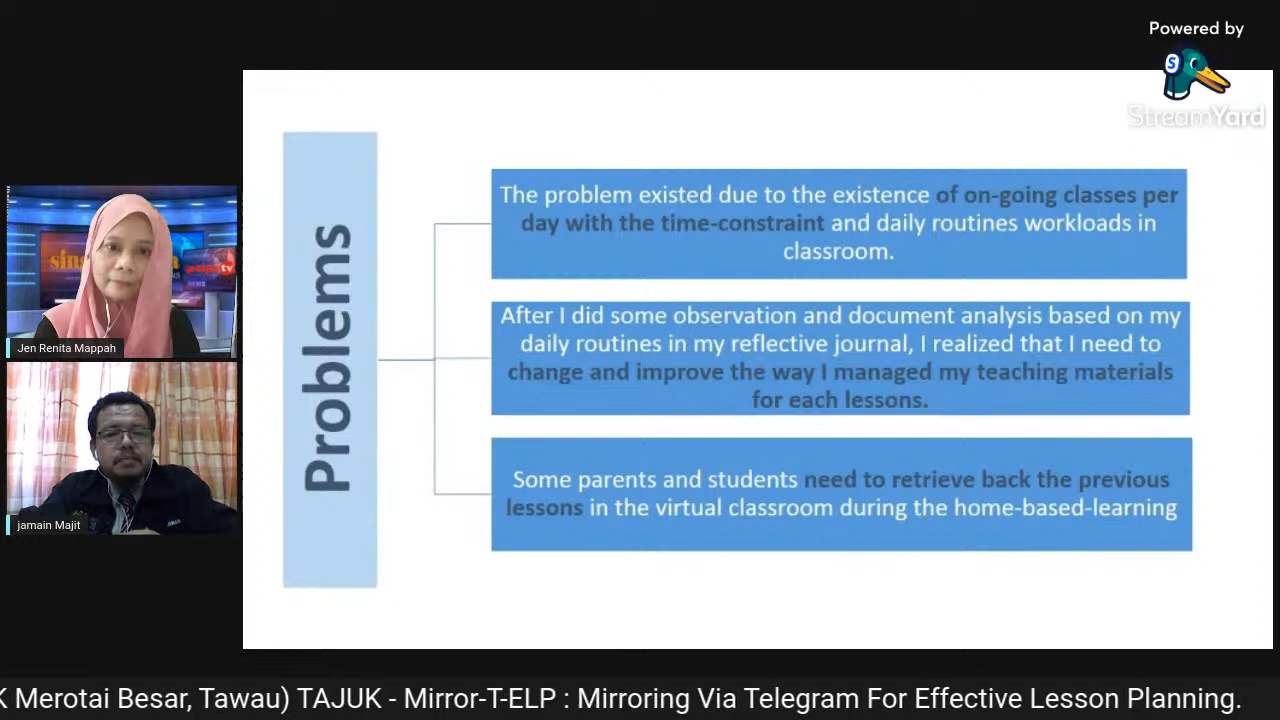 Powered by
S
StreamYard
Problems
The problem existed due to the existence of on-going classes per
day with the time-constraint and daily routines workloads in
classroom.
After I did some observation and document analysis based on my
daily routines in my reflective journal, I realized that I need to
change and improve the way I managed my teaching materials
for each lessons.
Some parents and students need to retrieve back the previous
lessons in the virtual classroom during the home-based-learning
NEWS
Jen Renita Mappah
jamain Majit
K Merotai Besar, Tawau) TAJUK - Mirror-T-ELP : Mirroring Via Telegram For Effective Lesson Planning.